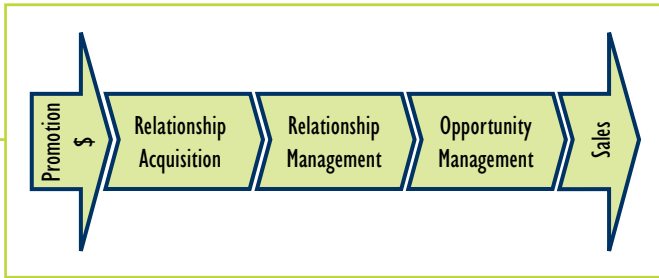 Promotion
$
Relationship
Acquisition
Relationship
Management
Opportunity
Management
Sales